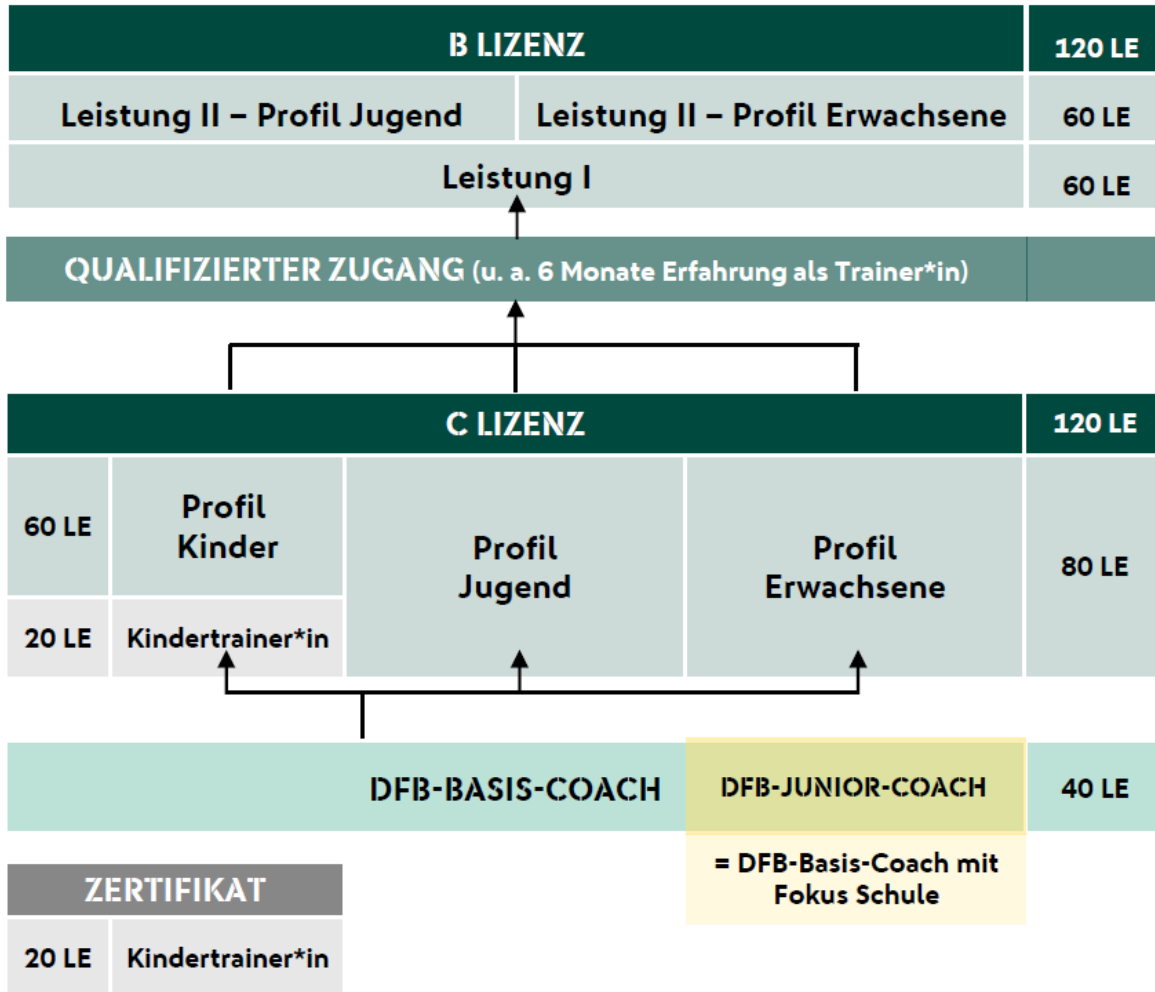 B LIZENZ 120 LE
Leistung II – Profil Jugend Leistung II – Profil Erwachsene 60 LE
Leistung I 60 LE
QUALIFIZIERTER ZUGANG (u. a. 6 Monate Erfahrung als Trainer*in)
C LIZENZ 120 LE
60 LE
Profil
Kinder
20 LE Kindertrainer*in
Profil
Jugend
Profil
Erwachsene
80 LE
DFB-BASIS-COACH DFB-JUNIOR-COACH 40 LE
= DFB-Basis-Coach mit
Fokus Schule
ZERTIFIKAT
20 LE Kindertrainer*in